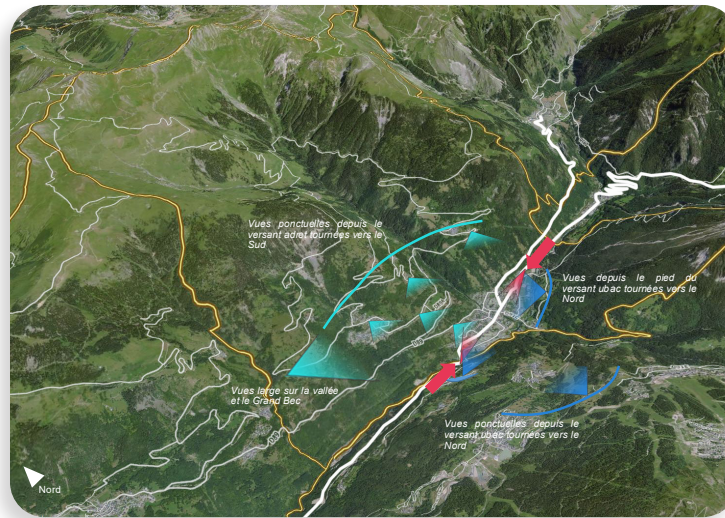 Vues ponctuelles depuis le
versant adret tournées vers le
Sud
Vues depuis le pied du
versant ubac tournées vers le
Nord
Vues large sur la vallée
et le Grand Bec
Vues ponctuelles depuis le
versant ubac tournées vers le
Nord
Nord